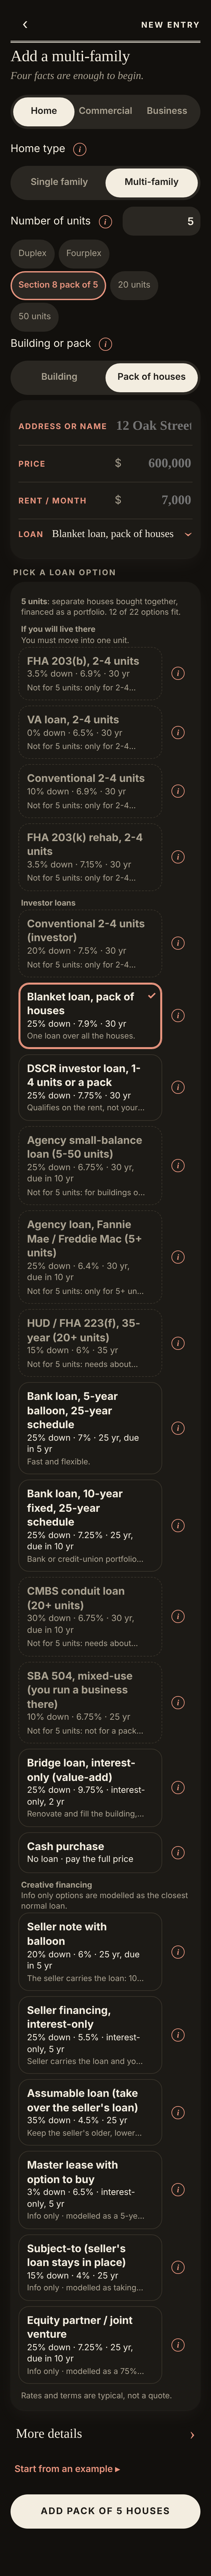 NEW ENTRY
Add a multi-family
Four facts are enough to begin.
Home
Commercial
Business
Home type
Single family
Multi-family
Number of units
5
Duplex
Fourplex
Section 8 pack of 5
20 units
50 units
Building or pack
Building
Pack of houses
ADDRESS OR NAME
12 Oak Street
PRICE
$ 600,000
RENT / MONTH
$ 7,000
LOAN
Blanket loan, pack of houses
PICK A LOAN OPTION
5 units: separate houses bought together,
financed as a portfolio. 12 of 22 options fit.
If you will live there
You must move into one unit.
FHA 203(b), 2-4 units
3.5% down · 6.9% · 30 yr
Not for 5 units: only for 2-4...
VA loan, 2-4 units
0% down · 6.5% · 30 yr
Not for 5 units: only for 2-4...
Conventional 2-4 units
10% down · 6.9% · 30 yr
Not for 5 units: only for 2-4...
FHA 203(k) rehab, 2-4
units
3.5% down · 7.15% · 30 yr
Not for 5 units: only for 2-4...
Investor loans
Conventional 2-4 units
(investor)
20% down · 7.5% · 30 yr
Not for 5 units: only for 2-4...
Blanket loan, pack of
houses
25% down · 7.9% · 30 yr
One loan over all the houses.
DSCR investor loan, 1-
4 units or a pack
25% down · 7.75% · 30 yr
Qualifies on the rent, not your...
Agency small-balance
loan (5-50 units)
25% down · 6.75% · 30 yr,
due in 10 yr
Not for 5 units: for buildings o...
Agency loan, Fannie
Mae / Freddie Mac (5+
units)
25% down · 6.4% · 30 yr,
due in 10 yr
Not for 5 units: only for 5+ un...
HUD / FHA 223(f), 35-
year (20+ units)
15% down · 6% · 35 yr
Not for 5 units: needs about...
Bank loan, 5-year
balloon, 25-year
schedule
25% down · 7% · 25 yr, due
in 5 yr
Fast and flexible.
Bank loan, 10-year
fixed, 25-year
schedule
25% down · 7.25% · 25 yr,
due in 10 yr
Bank or credit-union portfolio...
CMBS conduit loan
(20+ units)
30% down · 6.75% · 30 yr,
due in 10 yr
Not for 5 units: needs about...
SBA 504, mixed-use
(you run a business
there)
10% down · 6.75% · 25 yr
Not for 5 units: not for a pack...
Bridge loan, interest-
only (value-add)
25% down · 9.75% · interest-
only, 2 yr
Renovate and fill the building,...
Cash purchase
No loan · pay the full price
Creative financing
Info only options are modelled as the closest
normal loan.
Seller note with
balloon
20% down · 6% · 25 yr, due
in 5 yr
The seller carries the loan: 10...
Seller financing,
interest-only
25% down · 5.5% · interest-
only, 5 yr
Seller carries the loan and yo...
Assumable loan (take
over the seller's loan)
35% down · 4.5% · 25 yr
Keep the seller's older, lower...
Master lease with
option to buy
3% down · 6.5% · interest-
only, 5 yr
Info only · modelled as a 5-ye...
Subject-to (seller's
loan stays in place)
15% down · 4% · 25 yr
Info only · modelled as taking...
Equity partner / joint
venture
25% down · 7.25% · 25 yr,
due in 10 yr
Info only · modelled as a 75%...
Rates and terms are typical, not a quote.
More details
Start from an example ▸
ADD PACK OF 5 HOUSES